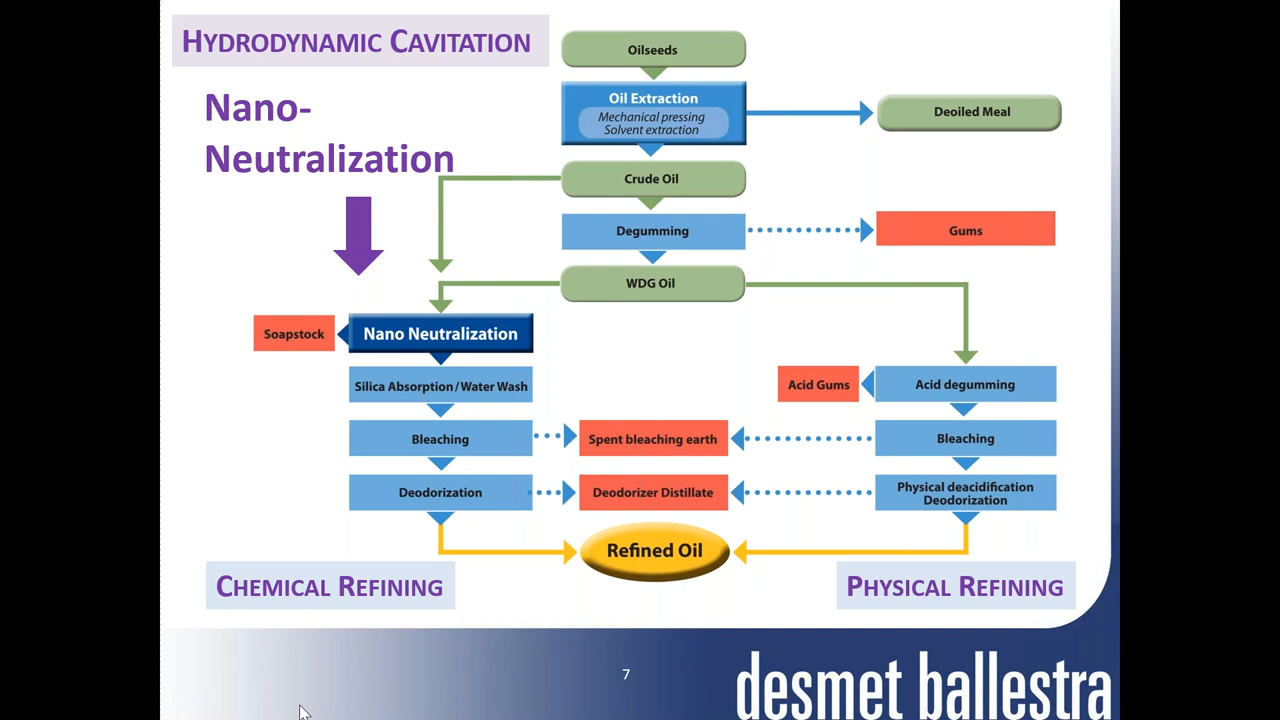 HYDRODYNAMIC CAVITATION
Nano-
Neutralization
Oilseeds
Oil Extraction
Mechanical pressing
Solvent extraction
Deoiled Meal
Crude Oil
Degumming
Gums
WDG Oil
Soapstock
Nano Neutralization
Silica Absorption/Water Wash
Acid Gums
Acid degumming
Bleaching
Spent bleaching earth
Bleaching
Deodorization
Deodorizer Distillate
Physical deacidification
Deodorization
Refined Oil
CHEMICAL REFINING
PHYSICAL REFINING
7
desmet ballestra